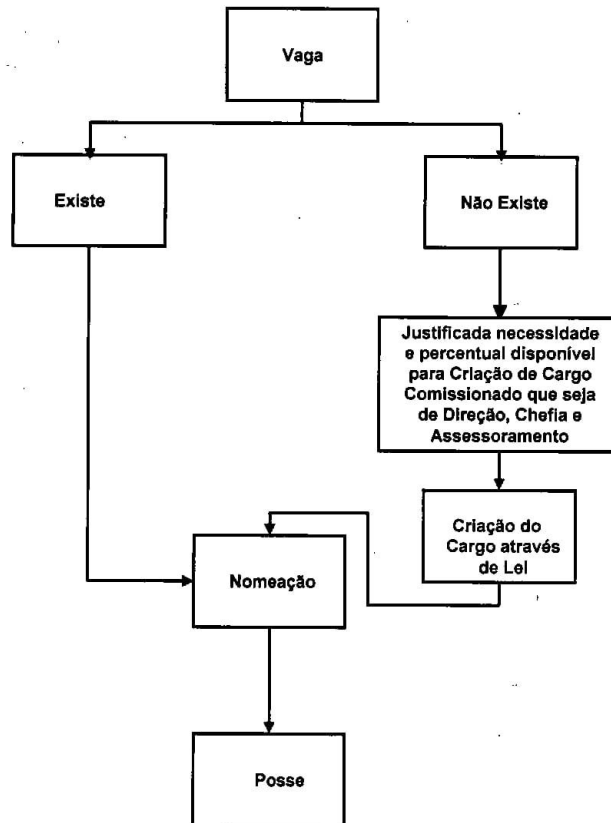 Vaga
Existe
Não Existe
Justificada necessidade
e percentual disponível
para Criação de Cargo
Comissionado que seja
de Direção, Chefia e
Assessoramento
Criação do
Cargo através
de Lei
Nomeação
Posse